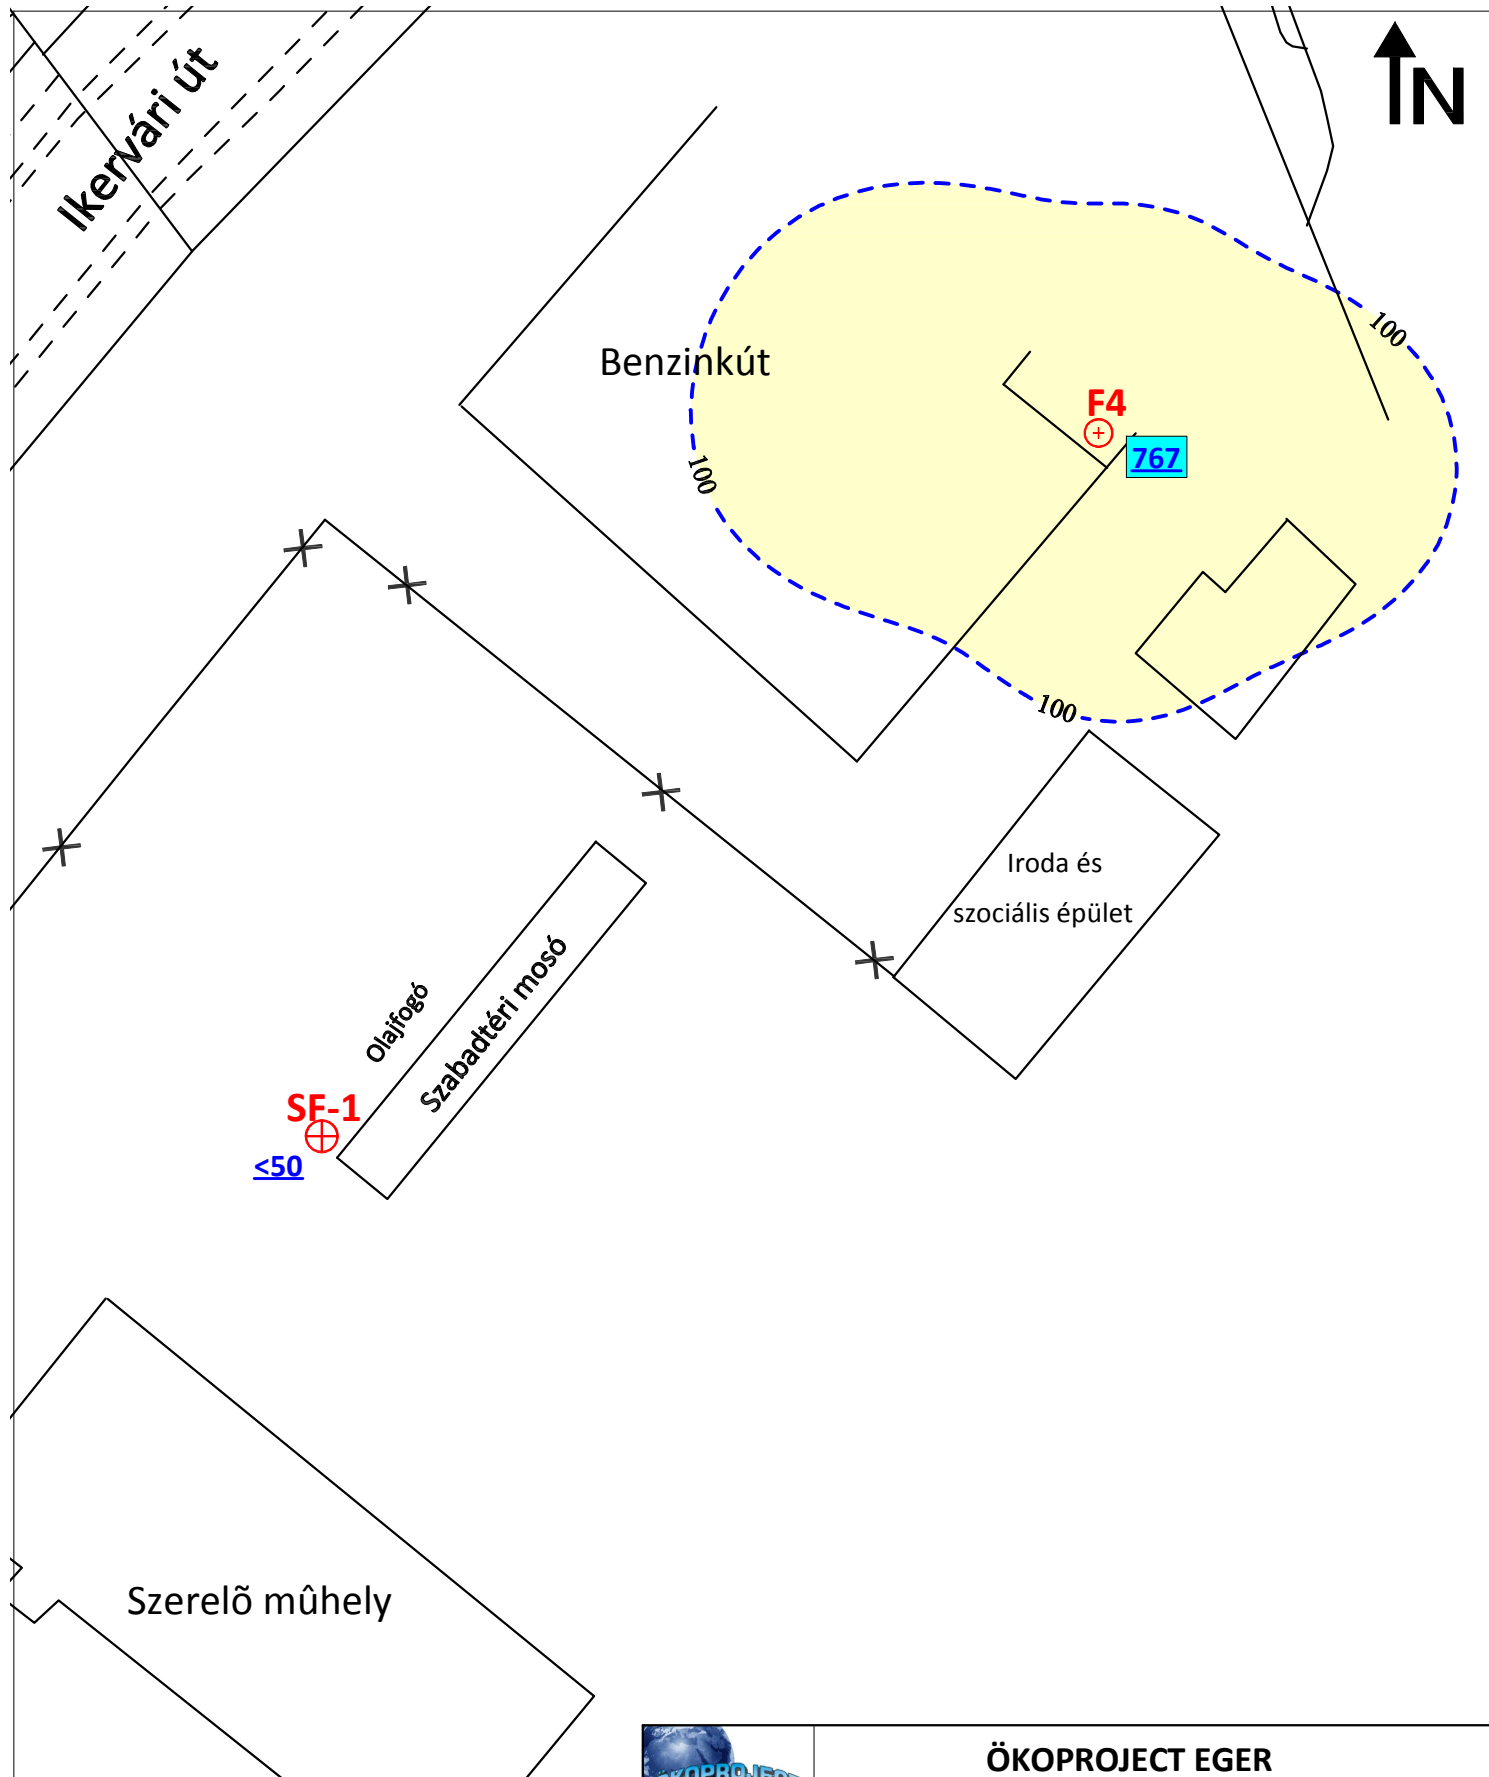 N
Ikervári út
100
Benzinkút
F4
767
100
100
Iroda és
szociális épület
Olajfogó
Szabadtéri mosó
SF-1
<50
Szerelõ mûhely
ÖKOPROJECT
ÖKOPROJECT EGER